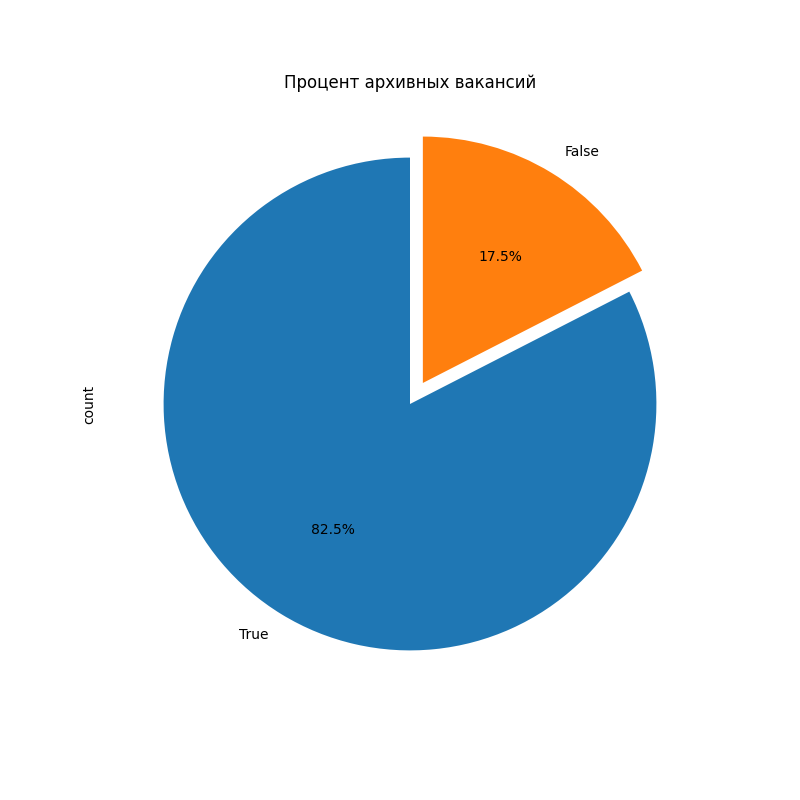 Процент архивных вакансий
False
17.5%
count
82.5%
True